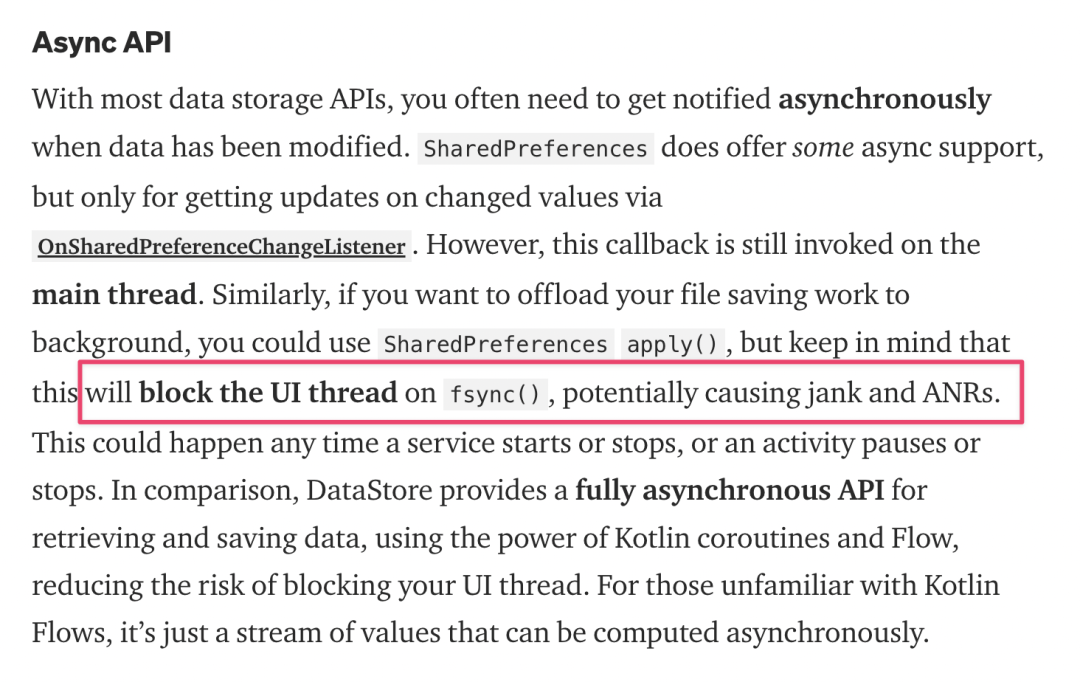 Async API
With most data storage APIs, you often need to get notified asynchronously
when data has been modified. SharedPreferences does offer some async support,
but only for getting updates on changed values via
OnSharedPreferenceChangeListener. However, this callback is still invoked on the
main thread. Similarly, if you want to offload your file saving work to
background, you could use SharedPreferences apply(), but keep in mind that
this will block the UI thread on fsync(), potentially causing jank and ANRs.
This could happen any time a service starts or stops, or an activity pauses or
stops. In comparison, DataStore provides a fully asynchronous API for
retrieving and saving data, using the power of Kotlin coroutines and Flow,
reducing the risk of blocking your UI thread. For those unfamiliar with Kotlin
Flows, it’s just a stream of values that can be computed asynchronously.